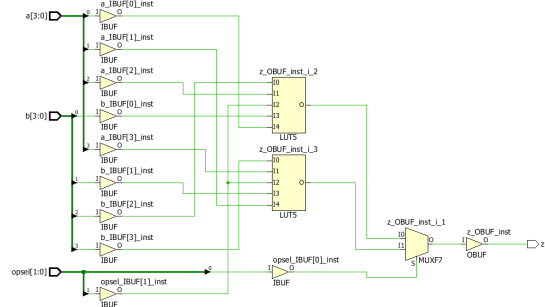 a_IBUF[0]_inst
a[3:0]
0
I
O
IBUF
a_IBUF[1]_inst
1
I
O
IBUF
a_IBUF[2]_inst
2
I
O
IBUF
z_OBUF_inst_i_2
b[3:0]
b_IBUF[0]_inst
0
I
O
IBUF
I0
I1
I2
I3
I4
O
LUT5
a_IBUF[3]_inst
3
I
O
IBUF
z_OBUF_inst_i_3
b_IBUF[1]_inst
1
I
O
IBUF
I0
I1
I2
I3
I4
O
LUT5
b_IBUF[2]_inst
2
I
O
IBUF
b_IBUF[3]_inst
3
I
O
IBUF
z_OBUF_inst_i_1
I0
I1
O
S
MUXF7
z_OBUF_inst
I
O
OBUF
z
opsel[1:0]
0
opsel_IBUF[0]_inst
I
O
IBUF
opsel_IBUF[1]_inst
1
I
O
IBUF